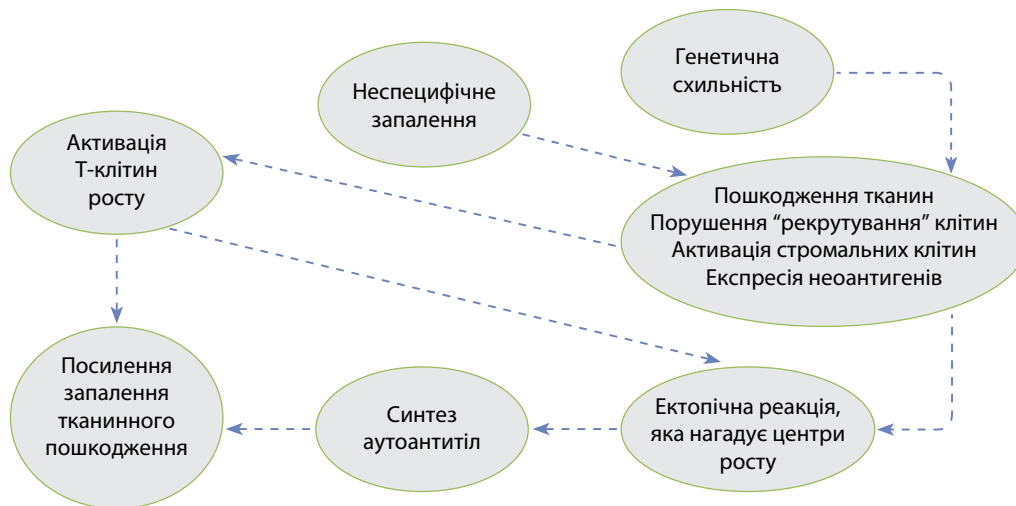 Генетична
схильністъ
Неспецифічне
запалення
Активація
Т-клітин
росту
Пошкодження тканин
Порушення “рекрутування” клітин
Активація стромальних клітин
Експресія неоантигенів
Посилення
запалення
тканинного
пошкодження
Синтез
аутоантитіл
Ектопічна реакція,
яка нагадує центри
росту